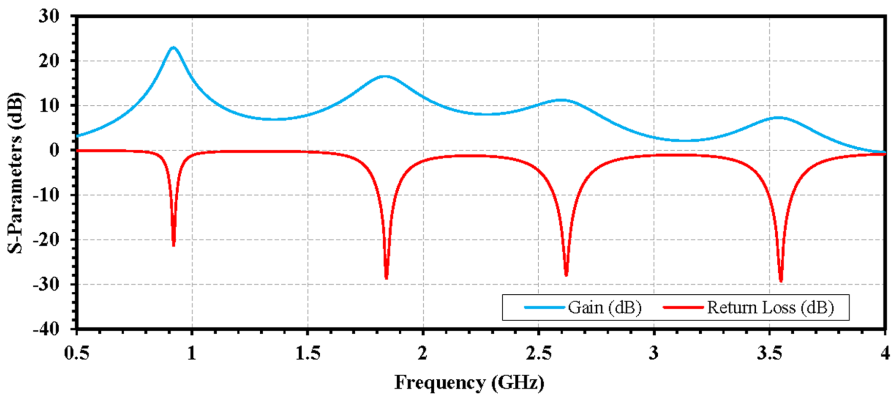 30
20
10
0
-10
-20
-30
-40
S-Parameters (dB)
Gain (dB) Return Loss (dB)
0.5 1 1.5 2 2.5 3 3.5 4
Frequency (GHz)